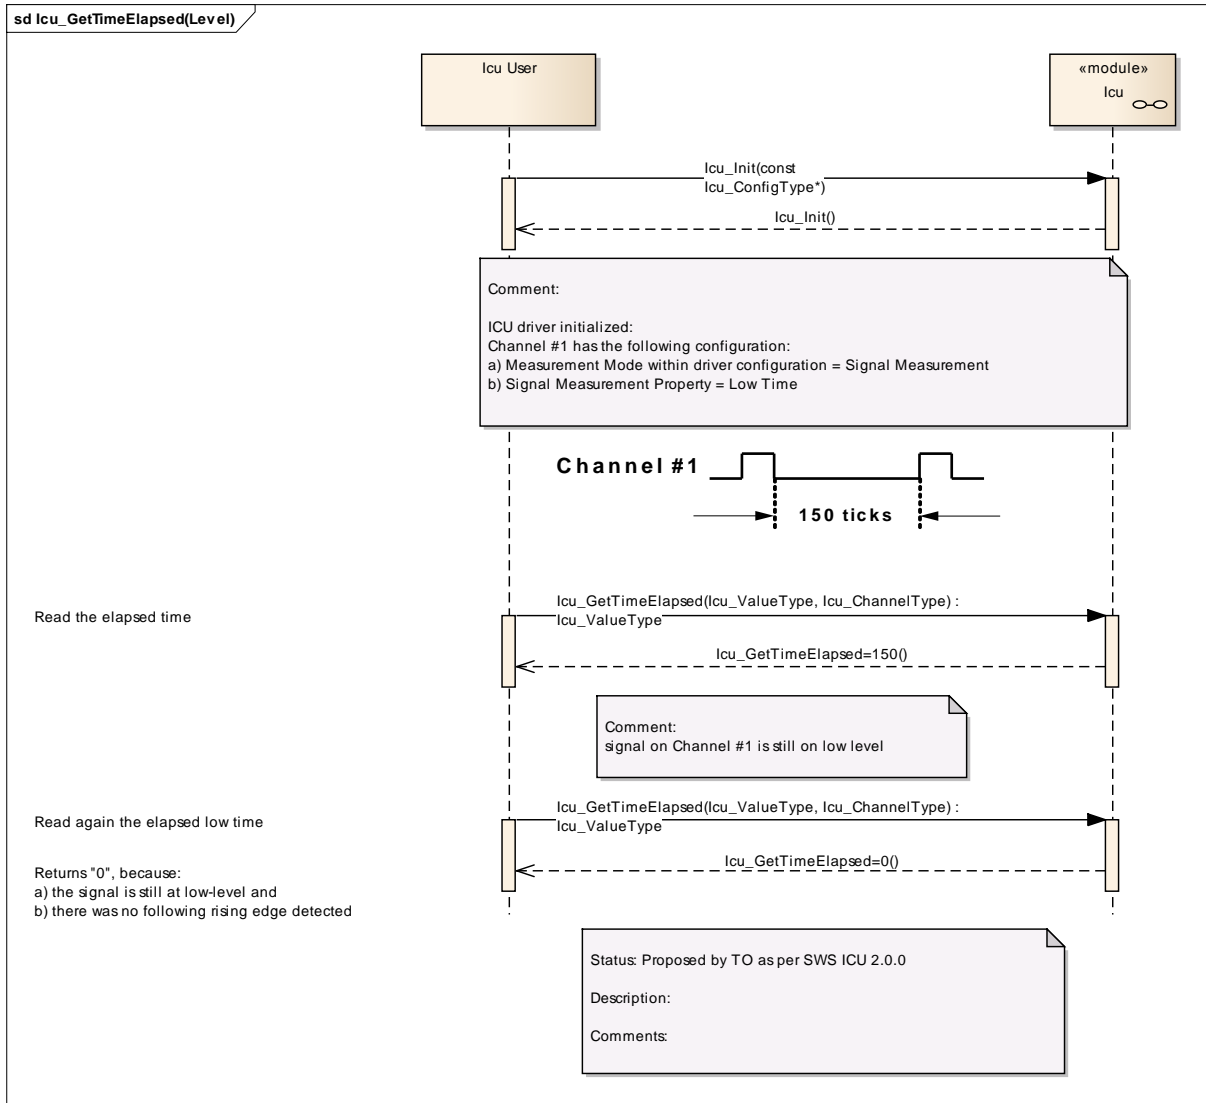 sd Icu_GetTimeElapsed(Level)
Icu User
«module»
Icu
Icu_Init(const
Icu_ConfigType*)
Icu_Init()
Comment:
ICU driver initialized:
Channel #1 has the following configuration:
a) Measurement Mode within driver configuration = Signal Measurement
b) Signal Measurement Property = Low Time
Channel #1
150 ticks
Read the elapsed time
Icu_GetTimeElapsed(Icu_ValueType, Icu_ChannelType) :
Icu_ValueType
Icu_GetTimeElapsed=150()
Comment:
signal on Channel #1 is still on low level
Read again the elapsed low time
Icu_GetTimeElapsed(Icu_ValueType, Icu_ChannelType) :
Icu_ValueType
Icu_GetTimeElapsed=0()
Returns "0", because:
a) the signal is still at low-level and
b) there was no following rising edge detected
Status: Proposed by TO as per SWS ICU 2.0.0
Description:
Comments: